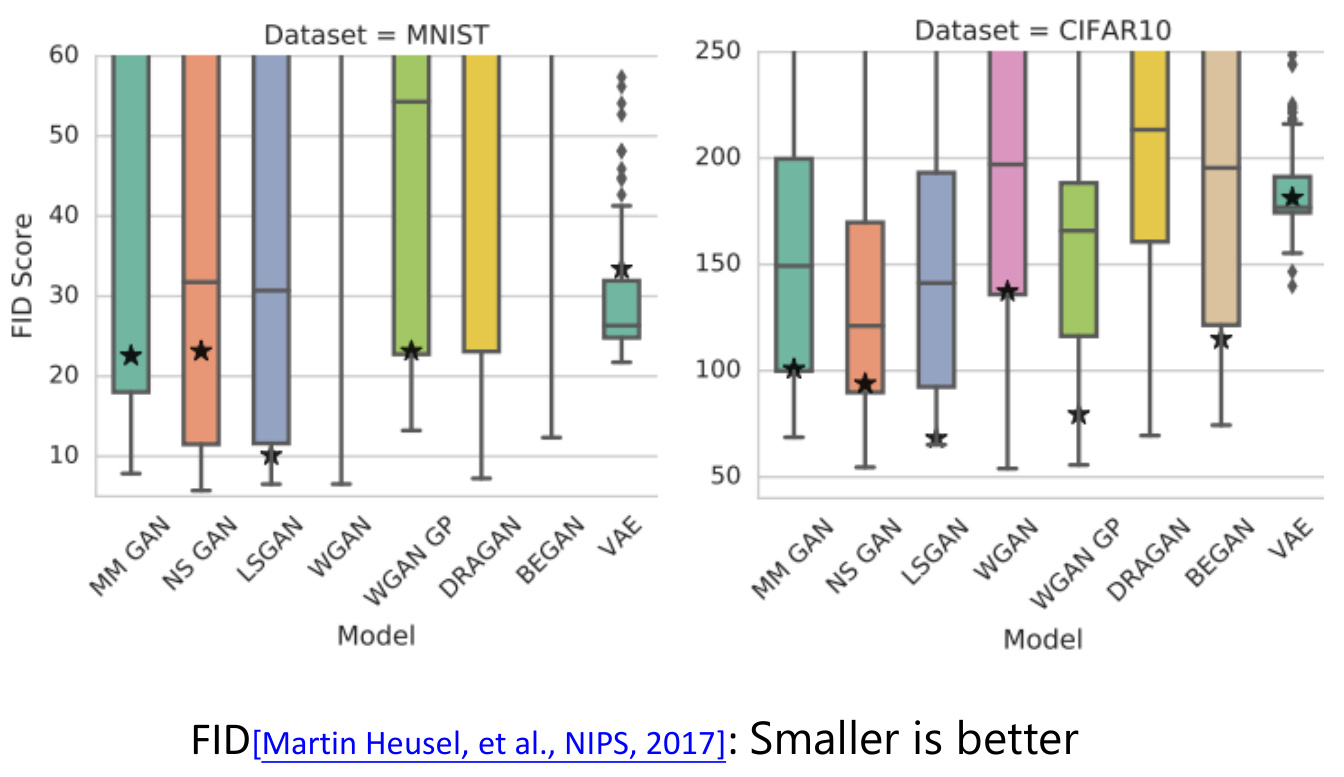 Dataset = MNIST
60
50
40
30
20
10
FID Score
MM GAN
NS GAN
LSGAN
WGAN
WGAN GP
DRAGAN
BEGAN
VAE
Model
Dataset = CIFAR10
250
200
150
100
50
MM GAN
NS GAN
LSGAN
WGAN
WGAN GP
DRAGAN
BEGAN
VAE
Model
FID[Martin Heusel, et al., NIPS, 2017]: Smaller is better